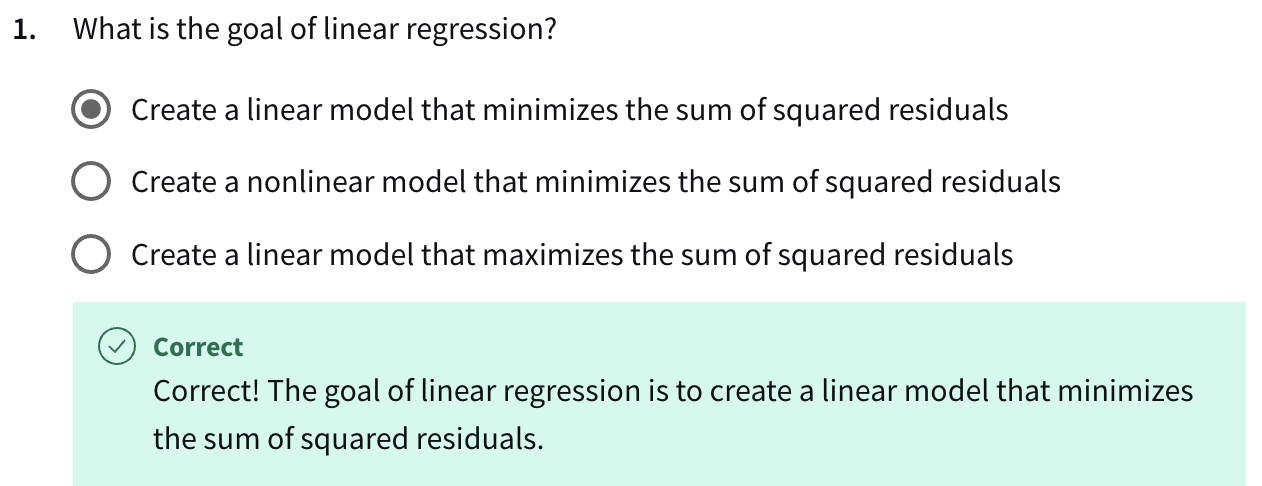 1. What is the goal of linear regression?
Create a linear model that minimizes the sum of squared residuals
Create a nonlinear model that minimizes the sum of squared residuals
Create a linear model that maximizes the sum of squared residuals
Correct
Correct! The goal of linear regression is to create a linear model that minimizes
the sum of squared residuals.